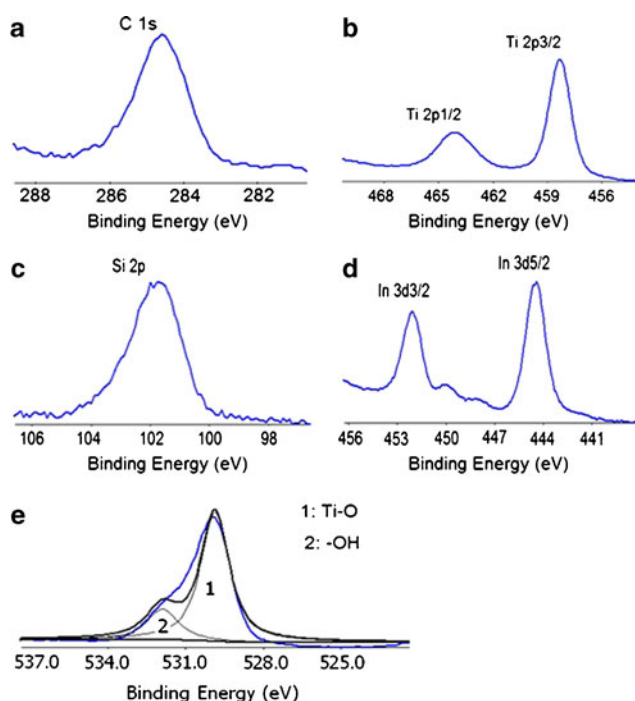 a
C 1s
288 286 284 282
Binding Energy (eV)
b
Ti 2p3/2
Ti 2p1/2
468 465 462 459 456
Binding Energy (eV)
c
Si 2p
106 104 102 100 98
Binding Energy (eV)
d
In 3d5/2
In 3d3/2
456 453 450 447 444 441
Binding Energy (eV)
e
1: Ti-O
2: -OH
1
2
537.0 534.0 531.0 528.0 525.0
Binding Energy (eV)